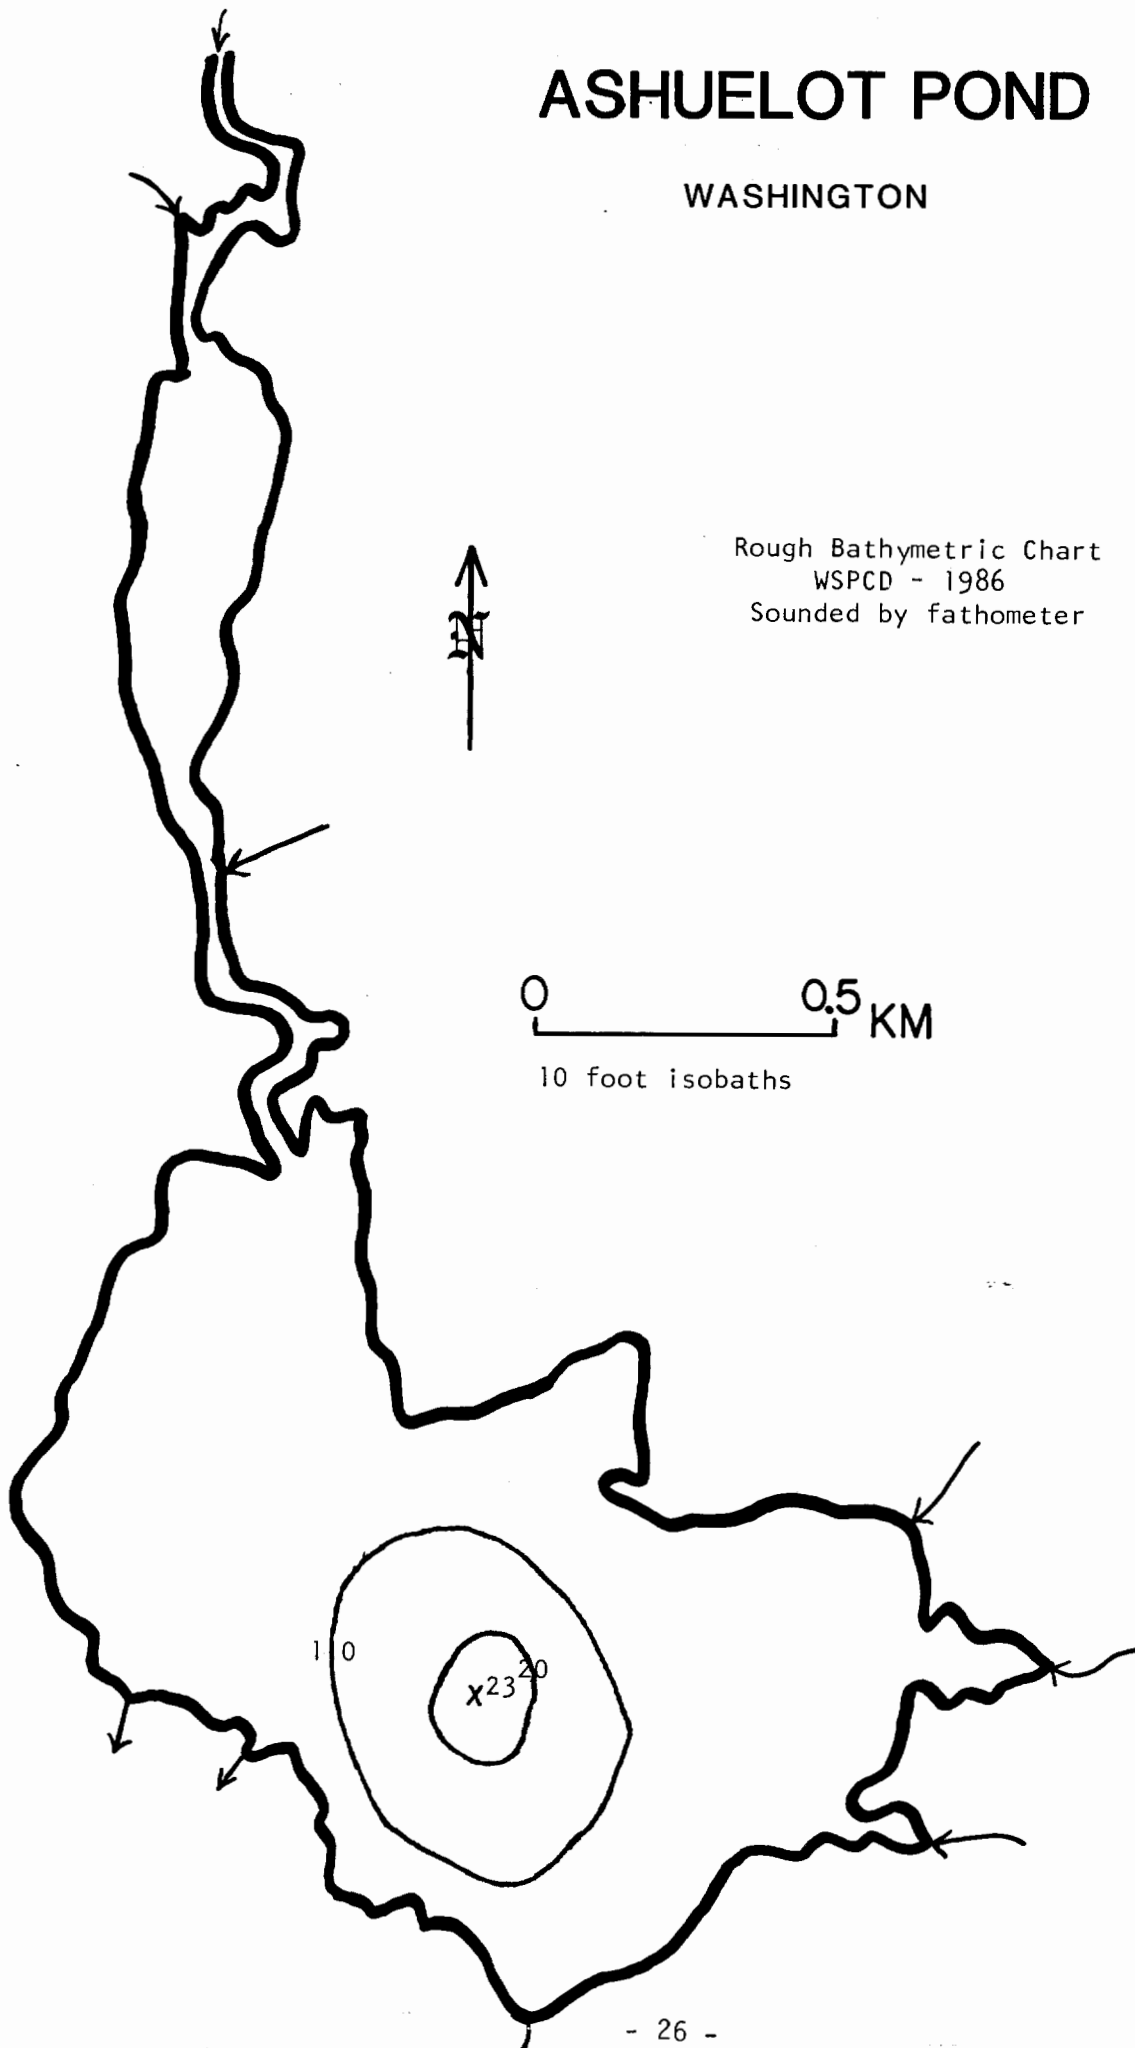 ASHUELOT POND
WASHINGTON
Rough Bathymetric Chart
WSPCD - 1986
Sounded by fathometer
N
0 0.5 KM
10 foot isobaths
10
20
x23
- 26 -